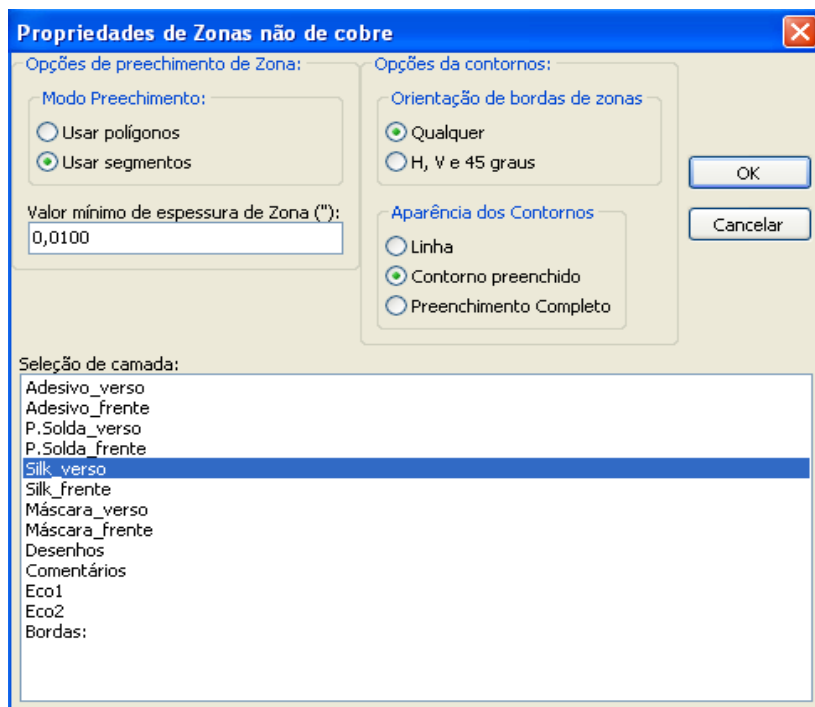 Propriedades de Zonas não de cobre
Opções de preechimento de Zona:
Modo Preechimento:
Usar polígonos
Usar segmentos
Valor mínimo de espessura de Zona ("):
0,0100
Opções da contornos:
Orientação de bordas de zonas
Qualquer
H, V e 45 graus
Aparência dos Contornos
Linha
Contorno preenchido
Preenchimento Completo
OK
Cancelar
Seleção de camada:
Adesivo_verso
Adesivo_frente
P.Solda_verso
P.Solda_frente
Silk_verso
Silk_frente
Máscara_verso
Máscara_frente
Desenhos
Comentários
Eco1
Eco2
Bordas: